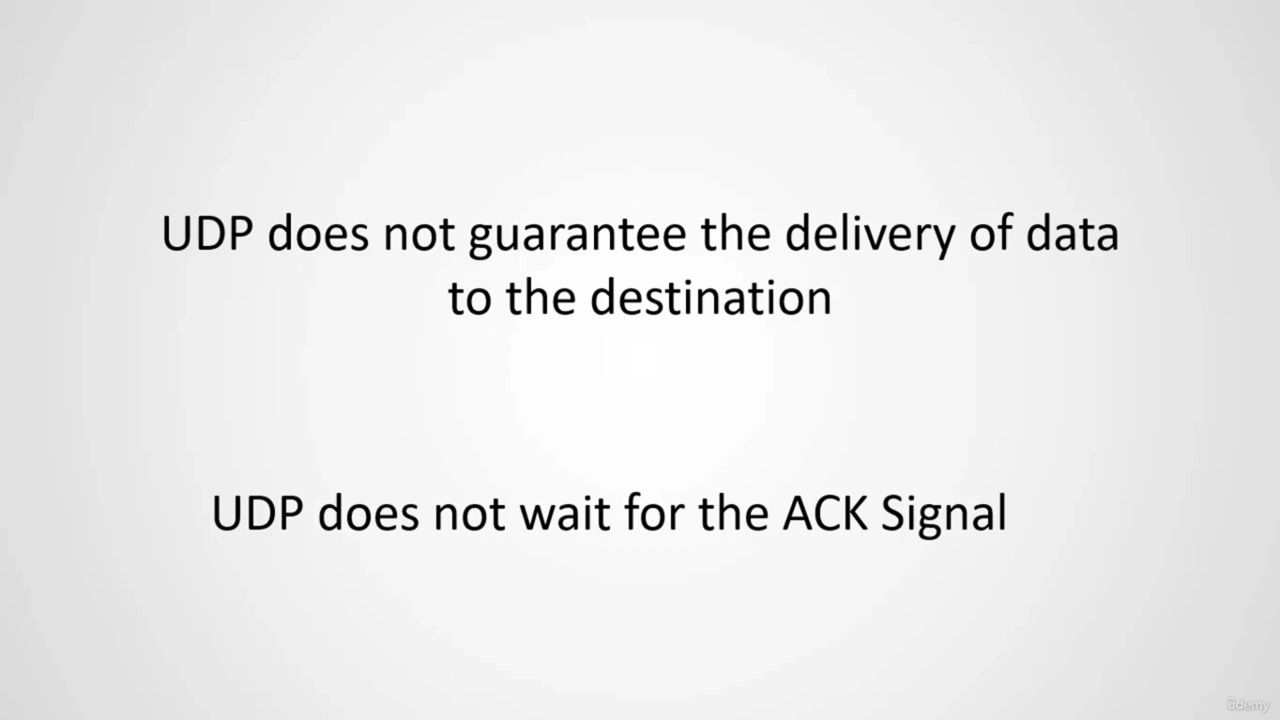 UDP does not guarantee the delivery of data
to the destination
UDP does not wait for the ACK Signal
ûdemy